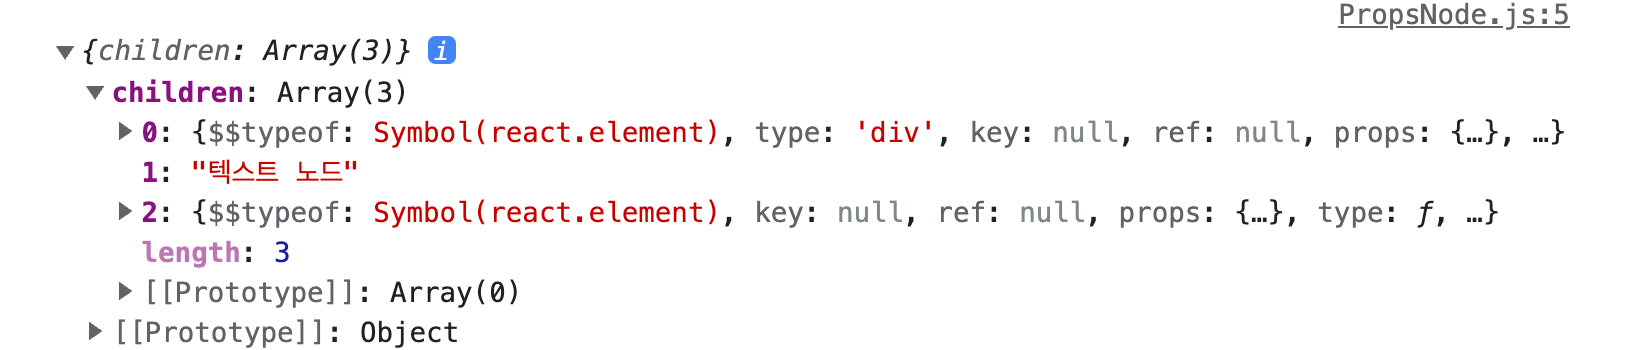 PropsNode.js:5
▼{children: Array(3)} i
▼children: Array(3)
▶0: {$$typeof: Symbol(react.element), type: 'div', key: null, ref: null, props: {…}, …}
1: "텍스트 노드"
▶2: {$$typeof: Symbol(react.element), key: null, ref: null, props: {…}, type: ƒ, …}
length: 3
▶[[Prototype]]: Array(0)
▶[[Prototype]]: Object